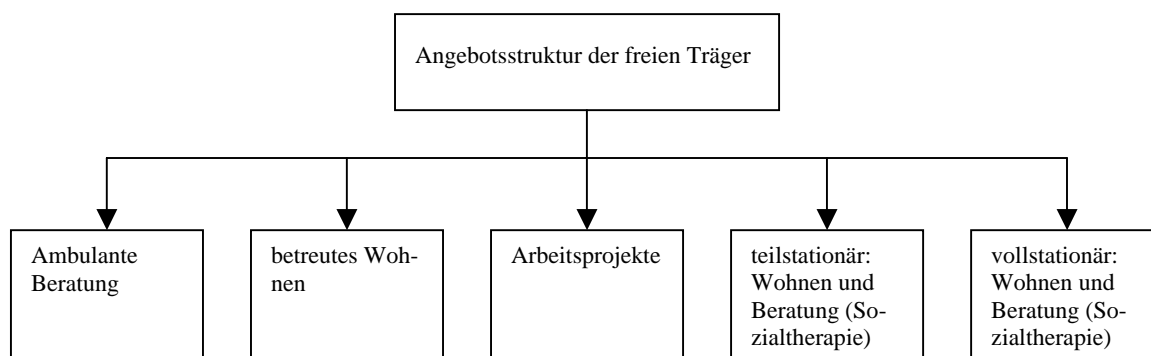 Angebotsstruktur der freien Träger
Ambulante
Beratung
betreutes Woh-
nen
Arbeitsprojekte
teilstationär:
Wohnen und
Beratung (So-
zialtherapie)
vollstationär:
Wohnen und
Beratung (So-
zialtherapie)